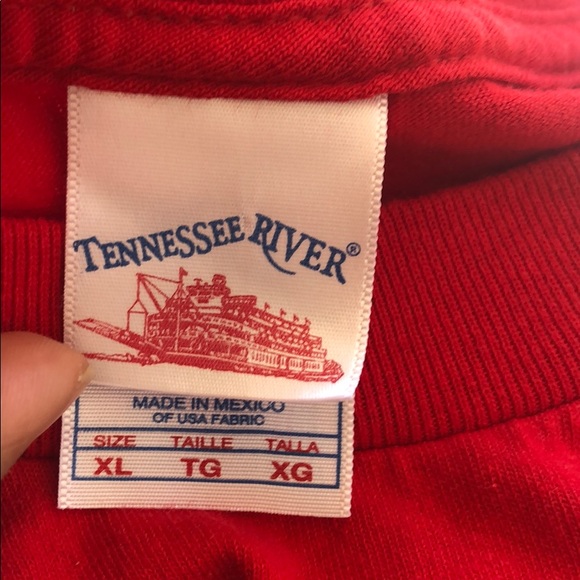 TENNESSEE RIVER®
MADE IN MEXICO
OF USA FABRIC
SIZE TAILLE TALLA
XL TG XG